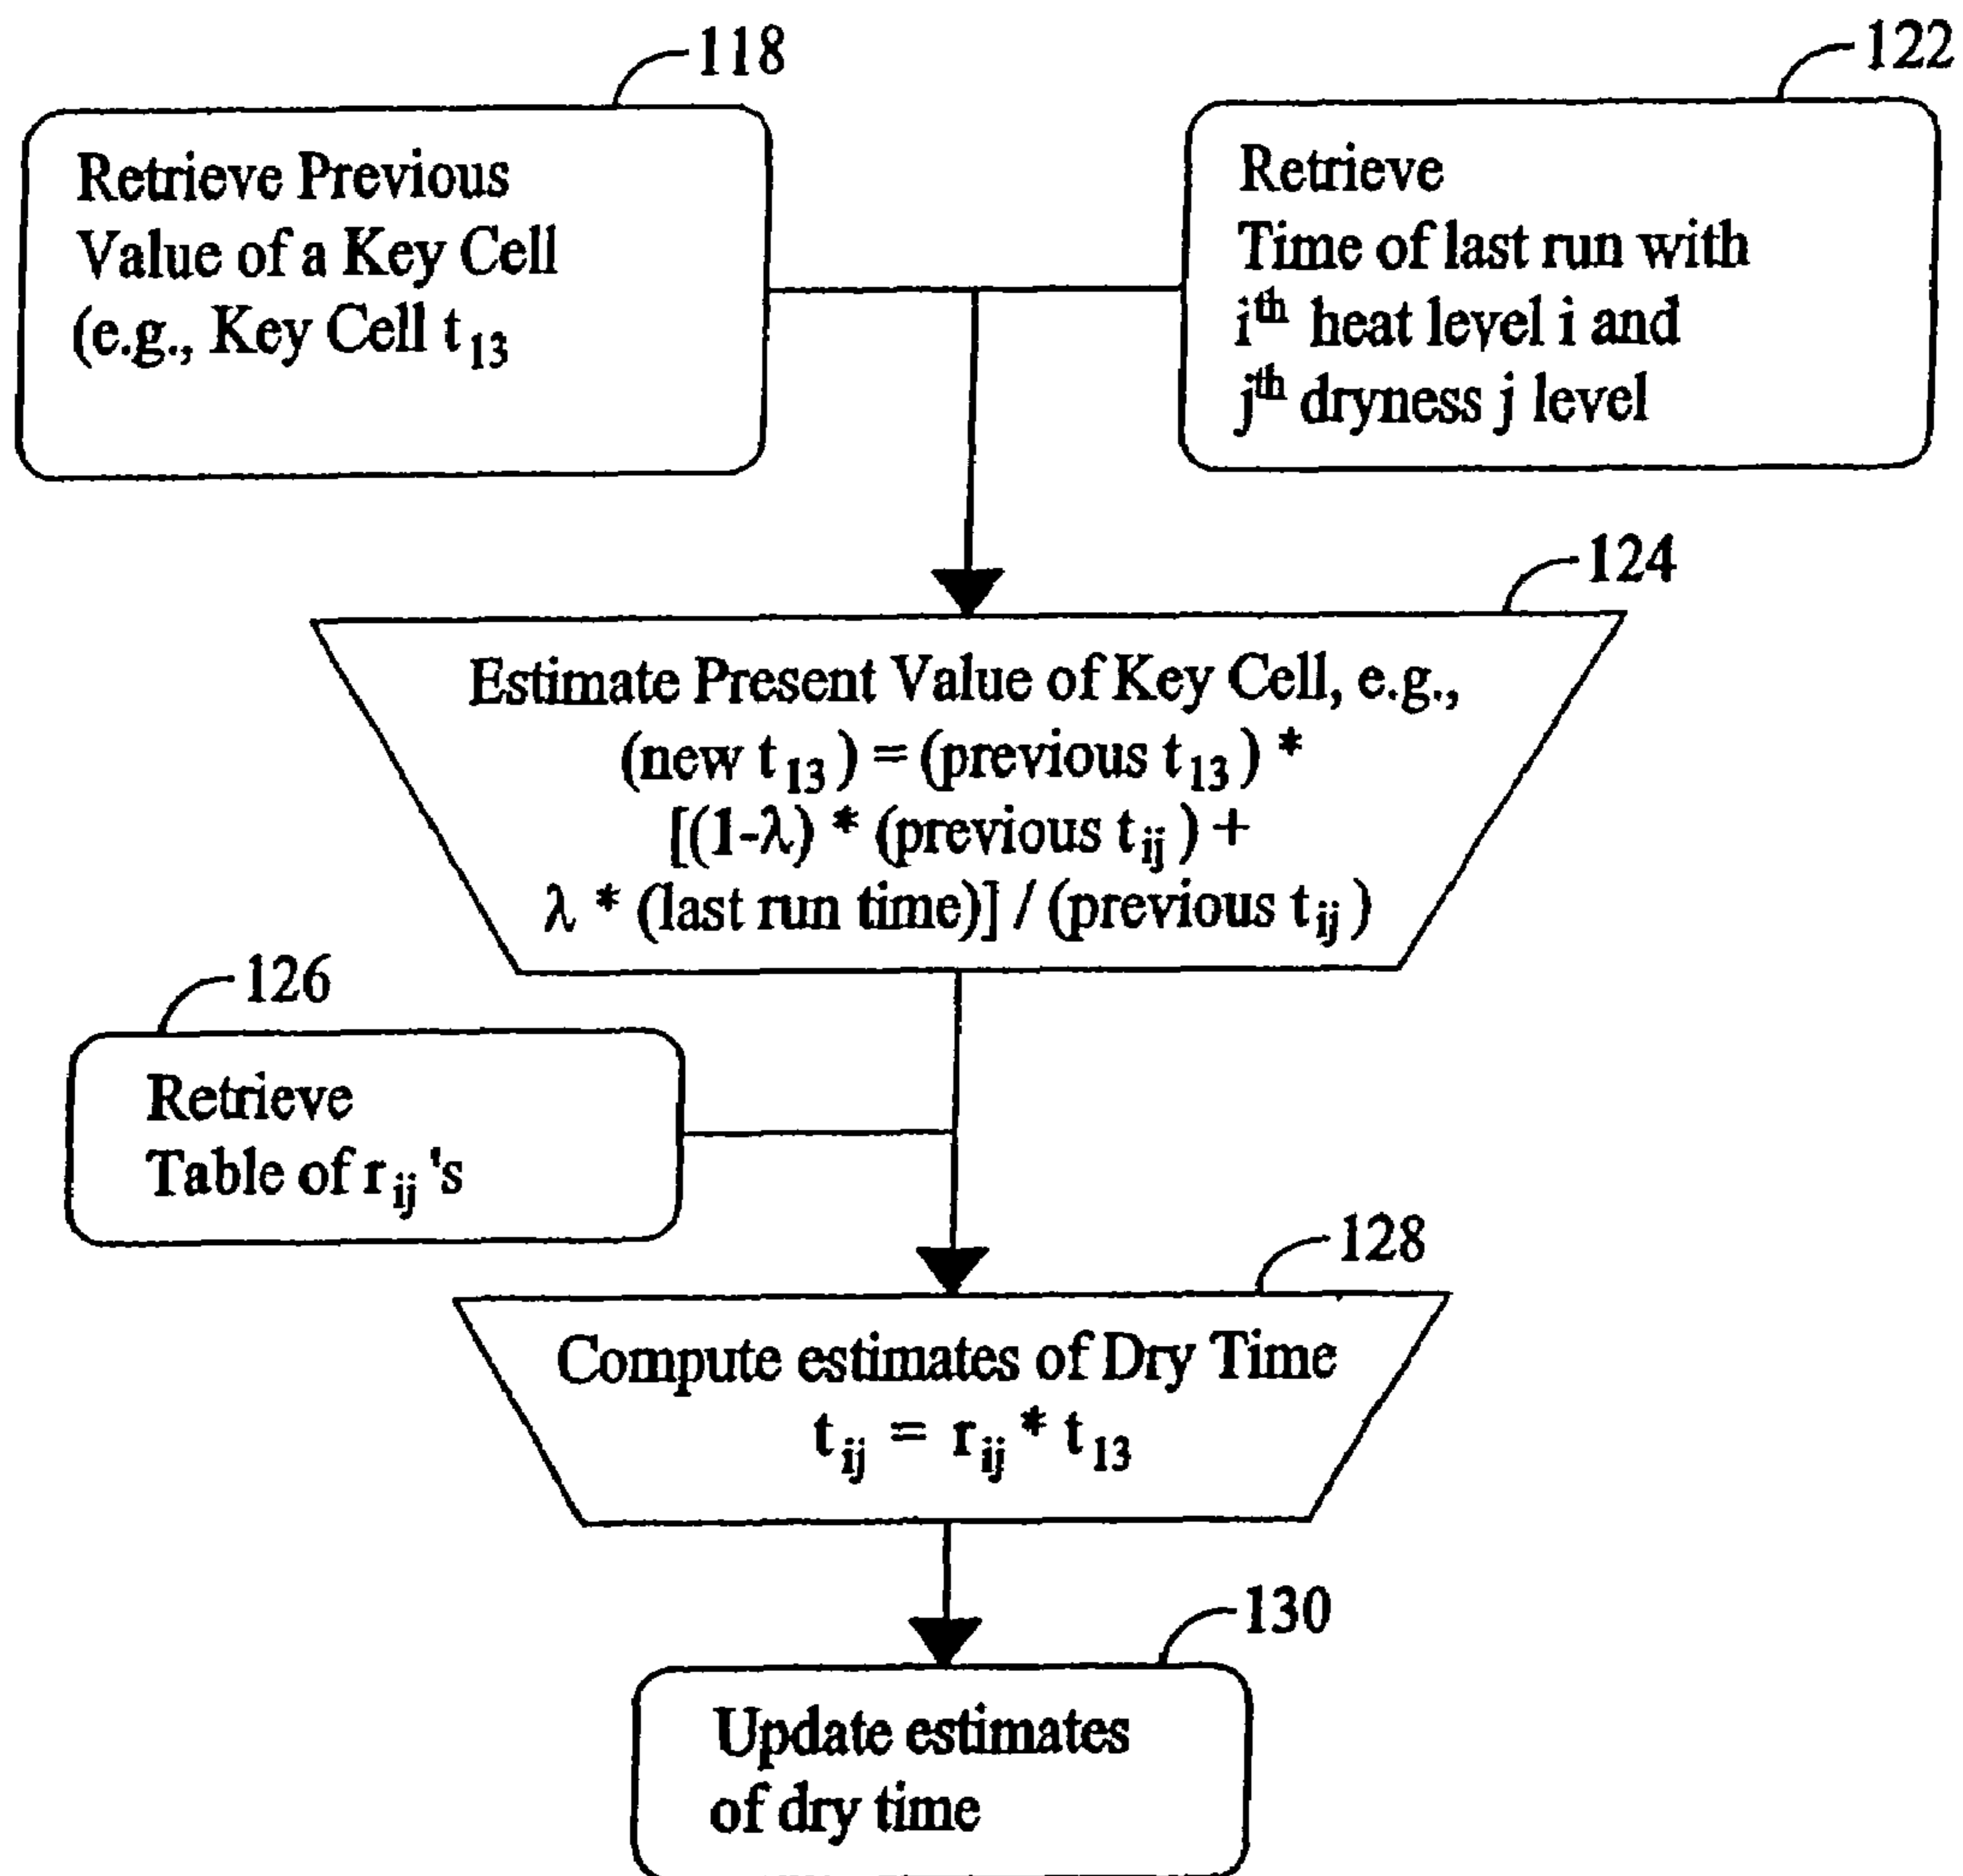 118
Retrieve Previous
Value of a Key Cell
(e.g., Key Cell t13
122
Retrieve
Time of last run with
ith heat level i and
jth dryness j level
124
Estimate Present Value of Key Cell, e.g.,
(new t13) = (previous t13) *
[(1-λ) * (previous tij) +
λ * (last run time)] / (previous tij)
126
Retrieve
Table of rij's
128
Compute estimates of Dry Time
tij = rij * t13
130
Update estimates
of dry time